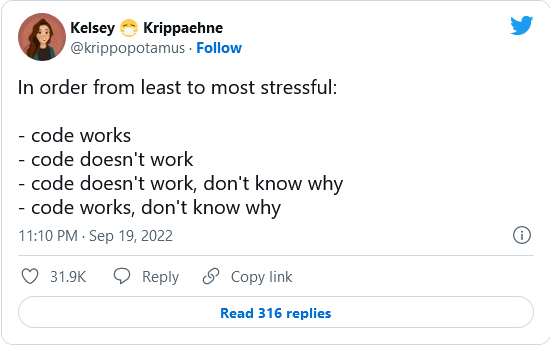 Kelsey 😷 Krippaehne
@krippopotamus · Follow
In order from least to most stressful:
- code works
- code doesn't work
- code doesn't work, don't know why
- code works, don't know why
11:10 PM · Sep 19, 2022
31.9K Reply Copy link
Read 316 replies